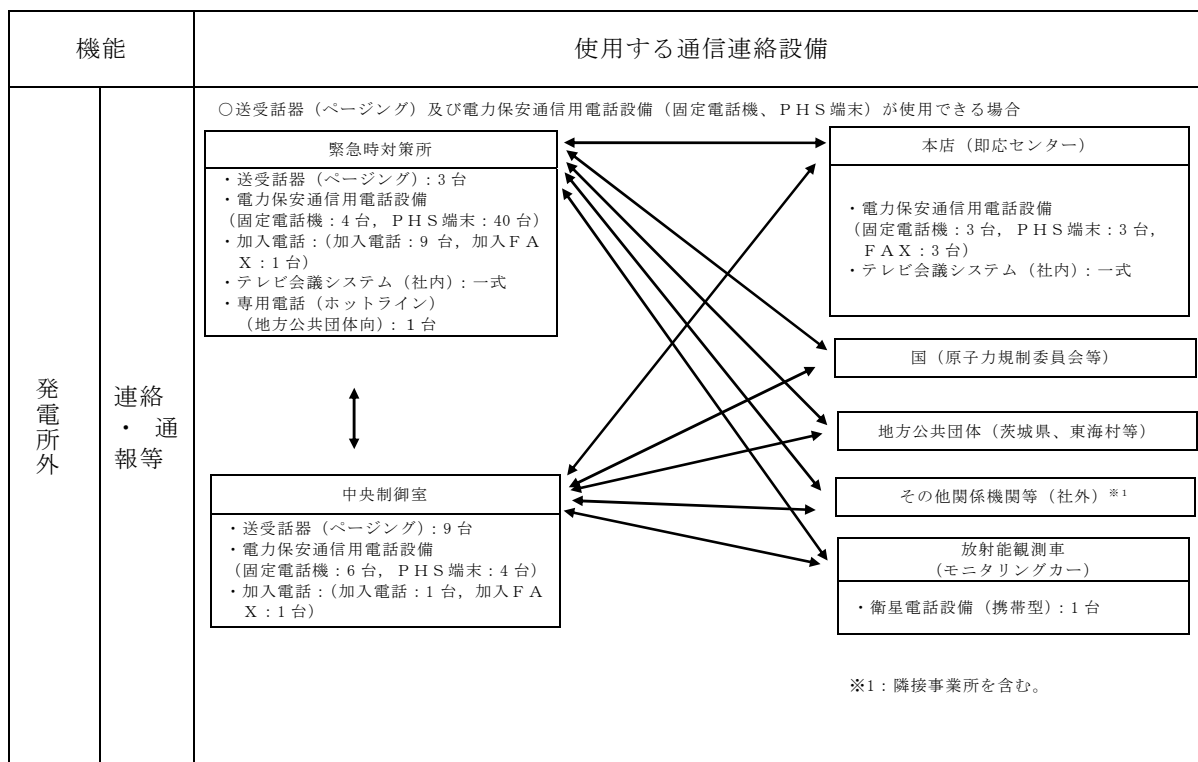 機能
使用する通信連絡設備
発電所外
連絡
・通
報等
○送受話器（ページング）及び電力保安通信用電話設備（固定電話機、ＰＨＳ端末）が使用できる場合
緊急時対策所
・送受話器（ページング）：3 台
・電力保安通信用電話設備
（固定電話機：4 台，ＰＨＳ端末：40 台）
・加入電話：（加入電話：9 台，加入ＦＡ
Ｘ：1 台）
・テレビ会議システム（社内）：一式
・専用電話（ホットライン）
（地方公共団体向）：1 台
中央制御室
・送受話器（ページング）：9 台
・電力保安通信用電話設備
（固定電話機：6 台，ＰＨＳ端末：4 台）
・加入電話：（加入電話：1 台，加入ＦＡ
Ｘ：1 台）
本店（即応センター）
・電力保安通信用電話設備
（固定電話機：3 台，ＰＨＳ端末：3 台，
ＦＡＸ：3 台）
・テレビ会議システム（社内）：一式
国（原子力規制委員会等）
地方公共団体（茨城県、東海村等）
その他関係機関等（社外）※1
放射能観測車
（モニタリングカー）
・衛星電話設備（携帯型）：1 台
※1：隣接事業所を含む。